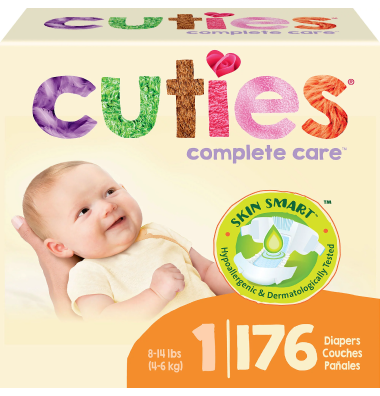 cuties
complete care
cuties®
complete care™
SKIN SMART™
Hypoallergenic & Dermatologically Tested
8-14 lbs
(4-6 kg)
1
176
Diapers
Couches
Pañales